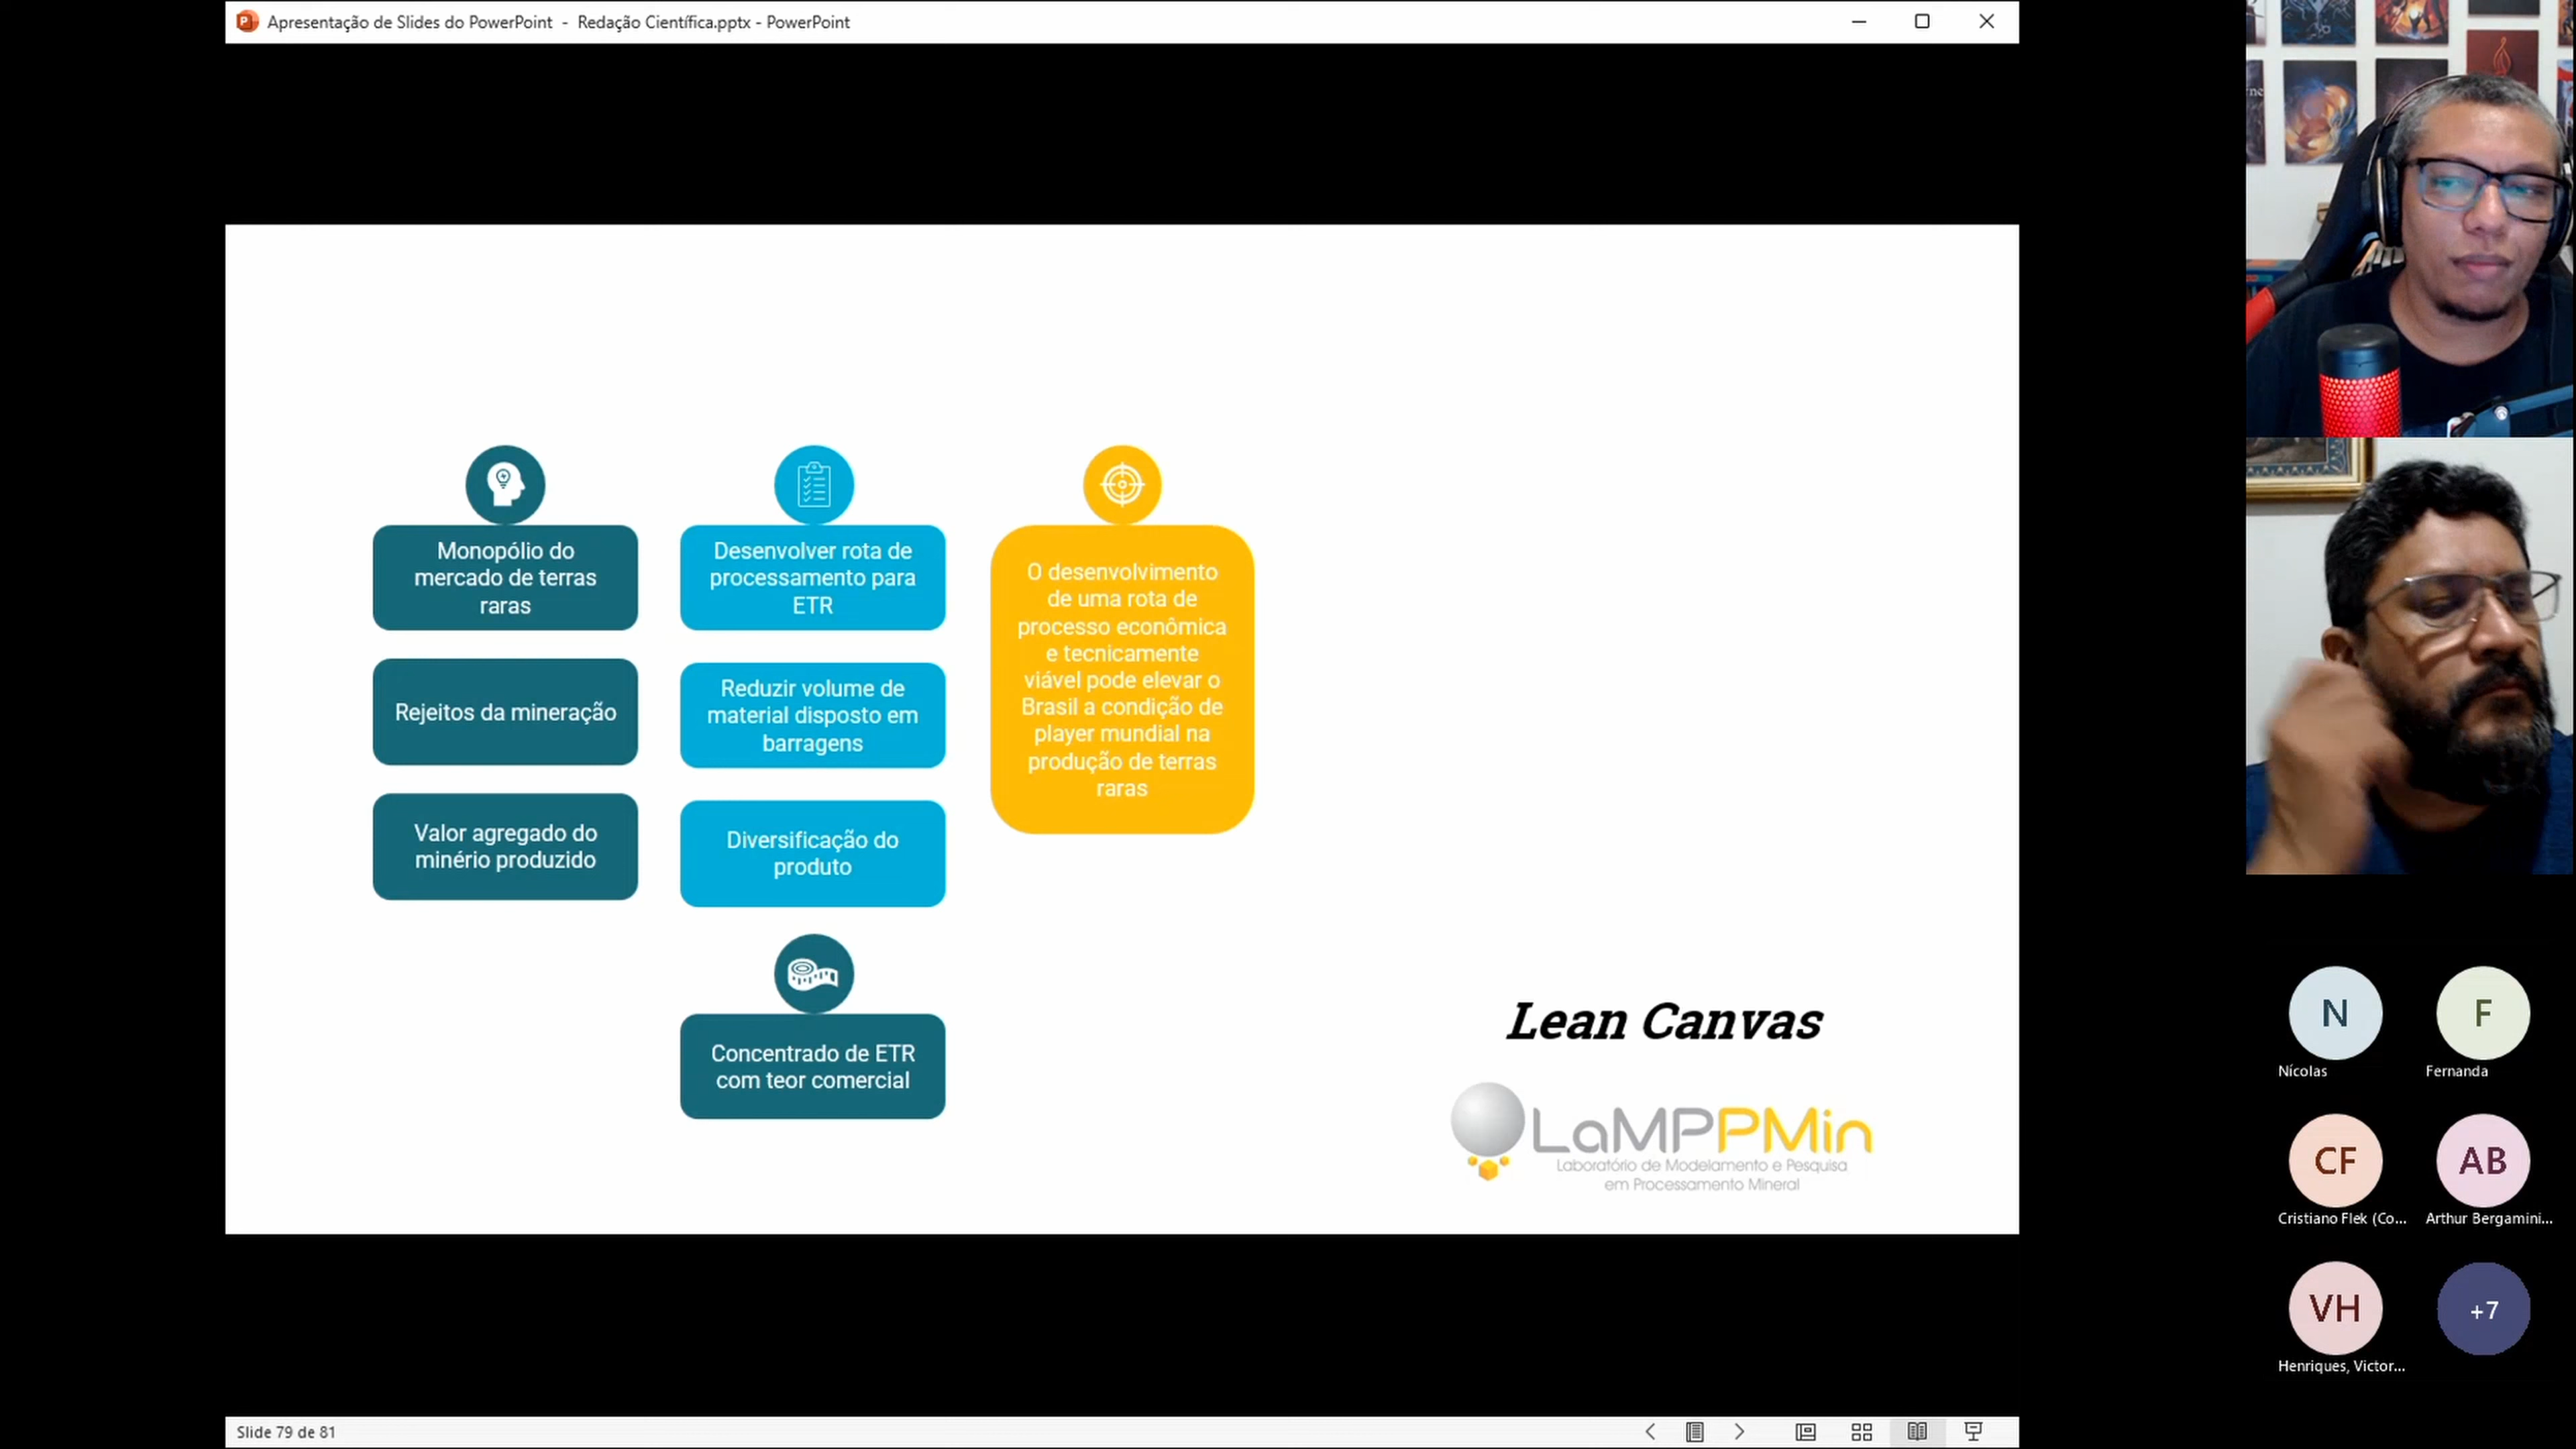 Apresentação de Slides do PowerPoint - Redação Científica.pptx - PowerPoint
Monopólio do
mercado de terras
raras
Rejeitos da mineração
Valor agregado do
minério produzido
Desenvolver rota de
processamento para
ETR
Reduzir volume de
material disposto em
barragens
Diversificação do
produto
Concentrado de ETR
com teor comercial
O desenvolvimento
de uma rota de
processo econômica
e tecnicamente
viável pode elevar o
Brasil a condição de
player mundial na
produção de terras
raras
Lean Canvas
LaMPPMin
Laboratório de Modelamento e Pesquisa
em Processamento Mineral
N
Nícolas
F
Fernanda
CF
Cristiano Flek (Co...
AB
Arthur Bergamini...
VH
Henriques, Victor...
+7
Slide 79 de 81